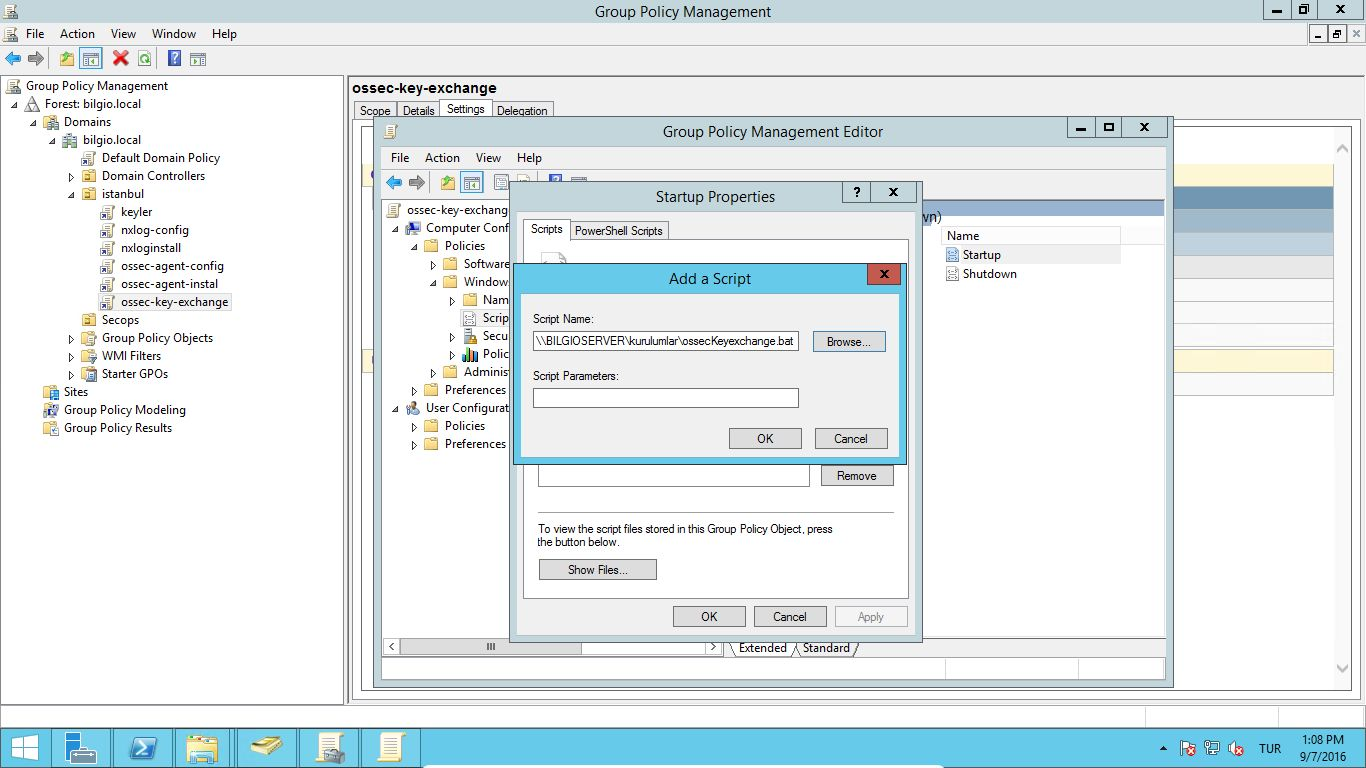 Group Policy Management
File Action View Window Help
Group Policy Management
Forest: bilgio.local
Domains
bilgio.local
Default Domain Policy
Domain Controllers
istanbul
keyler
nxlog-config
nxloginstall
ossec-agent-config
ossec-agent-instal
ossec-key-exchange
Secops
Group Policy Objects
WMI Filters
Starter GPOs
Sites
Group Policy Modeling
Group Policy Results
ossec-key-exchange
Scope Details Settings Delegation
Group Policy Management Editor
File Action View Help
ossec-key-exchange
Computer Conf
Policies
Software
Windows
Nam
Scrip
Secu
Polic
Adminis
Preferences
User Configurat
Policies
Preferences
wn)
Name
Startup
Shutdown
Extended Standard
Startup Properties
?
Scripts PowerShell Scripts
Add a Script
Script Name:
\\BILGIOSERVER\kurulumlar\ossecKeyexchange.bat
Browse...
Script Parameters:
OK Cancel
Remove
To view the script files stored in this Group Policy Object, press
the button below.
Show Files...
OK Cancel Apply
TUR
1:08 PM
9/7/2016